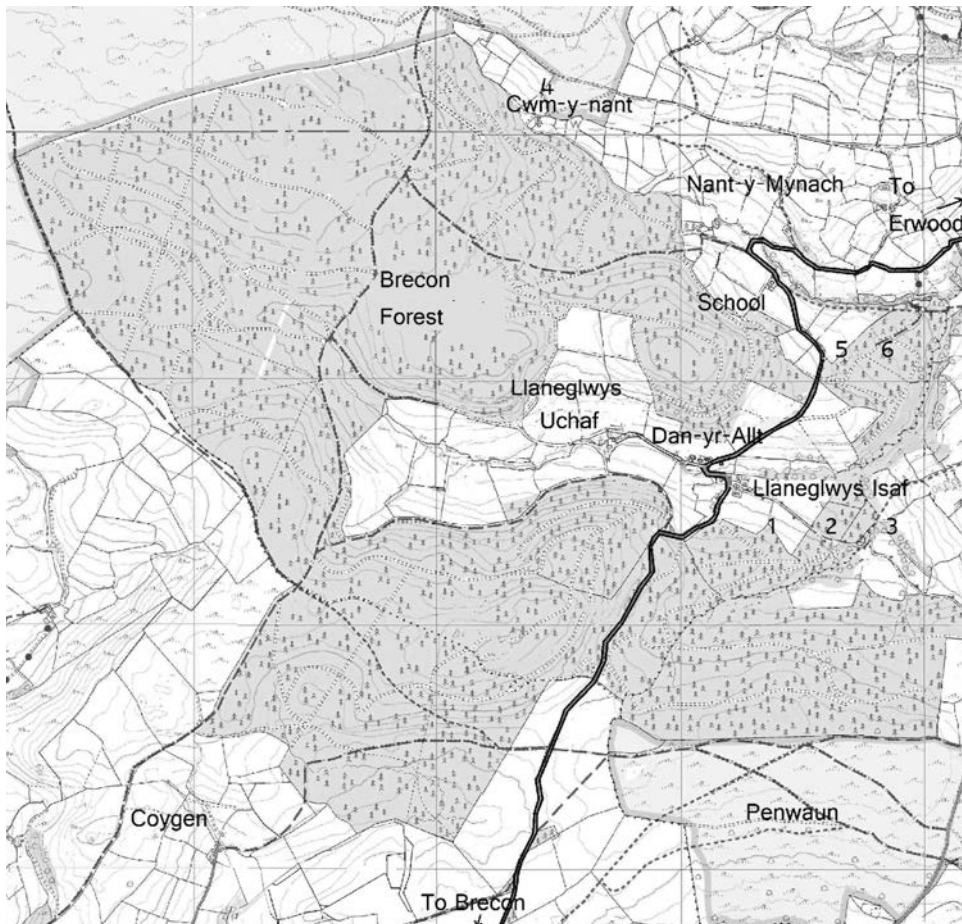 4
Cwm-y-nant
Nant-y-Mynach
To
Erwood
Brecon
Forest
School
5
6
Llaneglwys
Uchaf
Dan-yr-Allt
Llaneglwys Isaf
1
2
3
Coygen
Penwaun
To Brecon